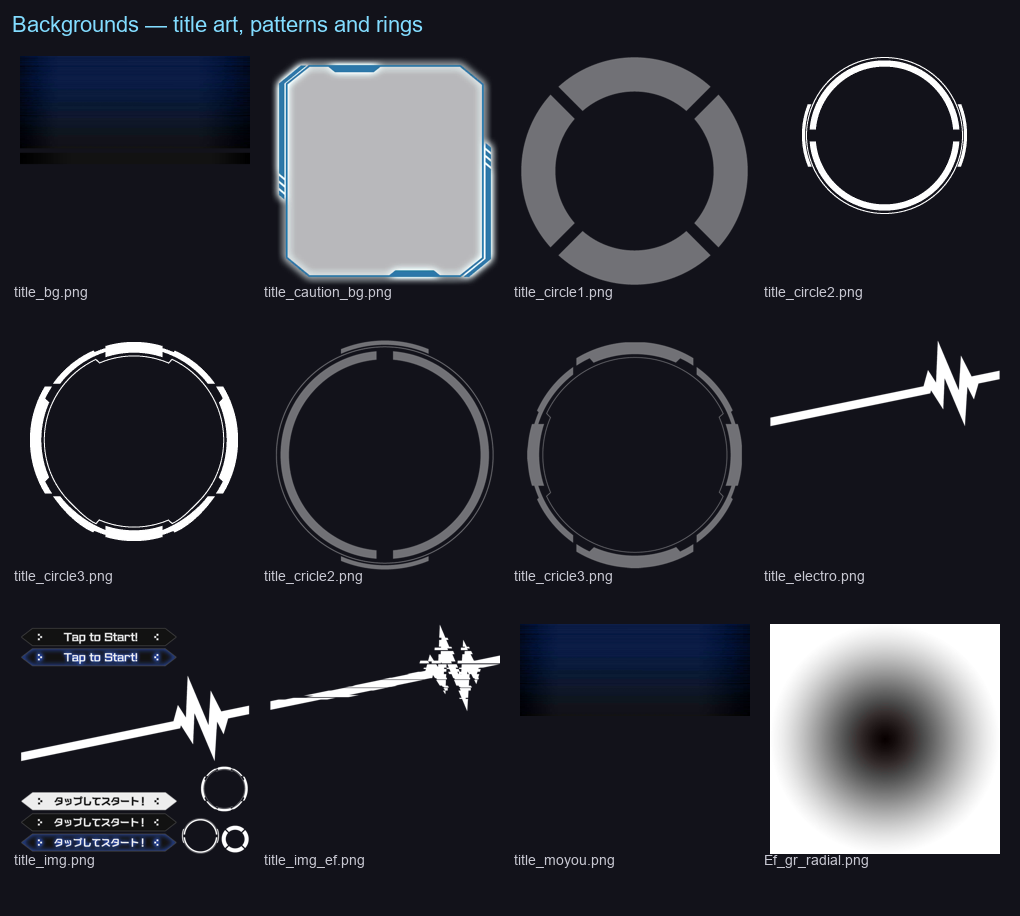 Backgrounds — title art, patterns and rings
title_bg.png
title_caution_bg.png
title_circle1.png
title_circle2.png
title_circle3.png
title_cricle2.png
title_cricle3.png
title_electro.png
Tap to Start!
Tap to Start!
タップしてスタート!
タップしてスタート!
タップしてスタート!
title_img.png
title_img_ef.png
title_moyou.png
Ef_gr_radial.png